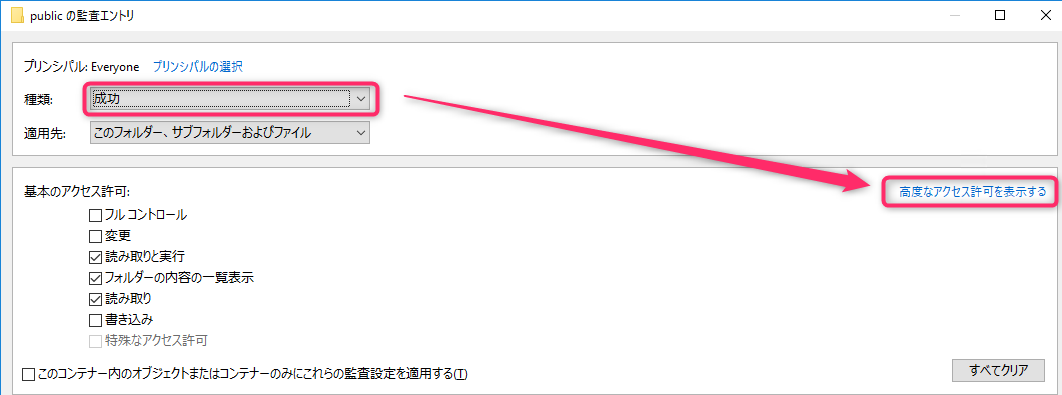 public の監査エントリ
プリンシパル: Everyone プリンシパルの選択
種類: 成功
適用先: このフォルダー、サブフォルダーおよびファイル
基本のアクセス許可: 高度なアクセス許可を表示する
フル コントロール
変更
読み取りと実行
フォルダーの内容の一覧表示
読み取り
書き込み
特殊なアクセス許可
このコンテナー内のオブジェクトまたはコンテナーのみにこれらの監査設定を適用する(T) すべてクリア